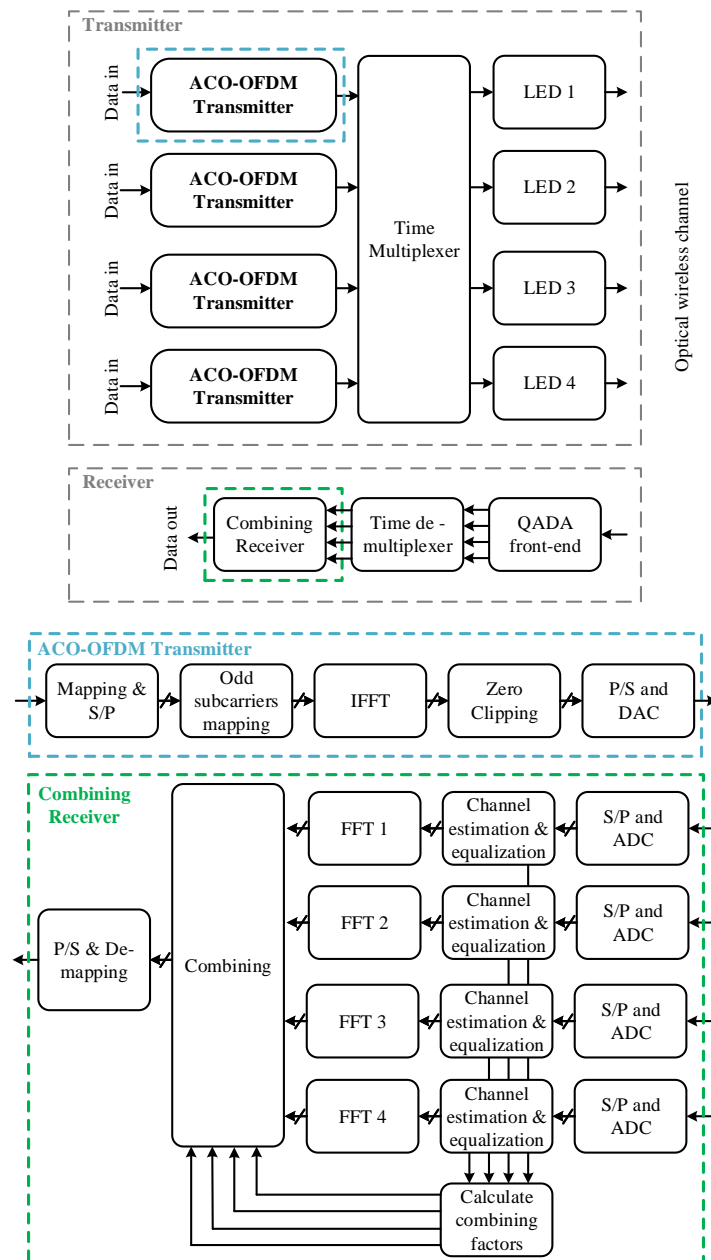 Transmitter
Data in
ACO-OFDM
Transmitter
Data in
ACO-OFDM
Transmitter
Data in
ACO-OFDM
Transmitter
Data in
ACO-OFDM
Transmitter
Time
Multiplexer
LED 1
LED 2
LED 3
LED 4
Optical wireless channel
Receiver
Data out
Combining
Receiver
Time de -
multiplexer
QADA
front-end
ACO-OFDM Transmitter
Mapping &
S/P
Odd
subcarriers
mapping
IFFT
Zero
Clipping
P/S and
DAC
Combining
Receiver
P/S & De-
mapping
Combining
FFT 1
Channel
estimation &
equalization
S/P and
ADC
FFT 2
Channel
estimation &
equalization
S/P and
ADC
FFT 3
Channel
estimation &
equalization
S/P and
ADC
FFT 4
Channel
estimation &
equalization
S/P and
ADC
Calculate
combining
factors